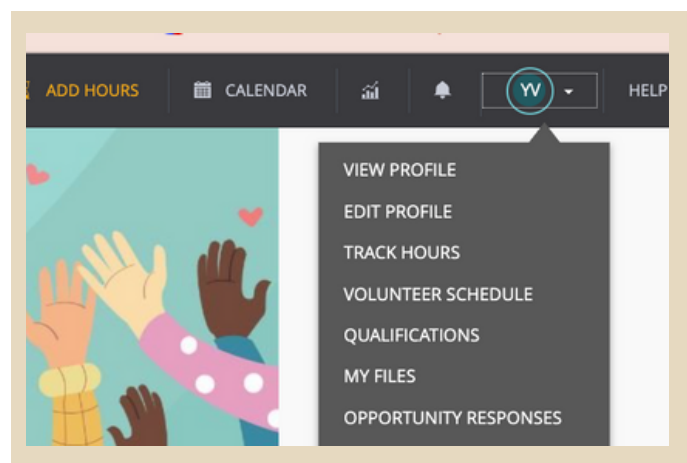 ADD HOURS CALENDAR YV HELP
VIEW PROFILE
EDIT PROFILE
TRACK HOURS
VOLUNTEER SCHEDULE
QUALIFICATIONS
MY FILES
OPPORTUNITY RESPONSES